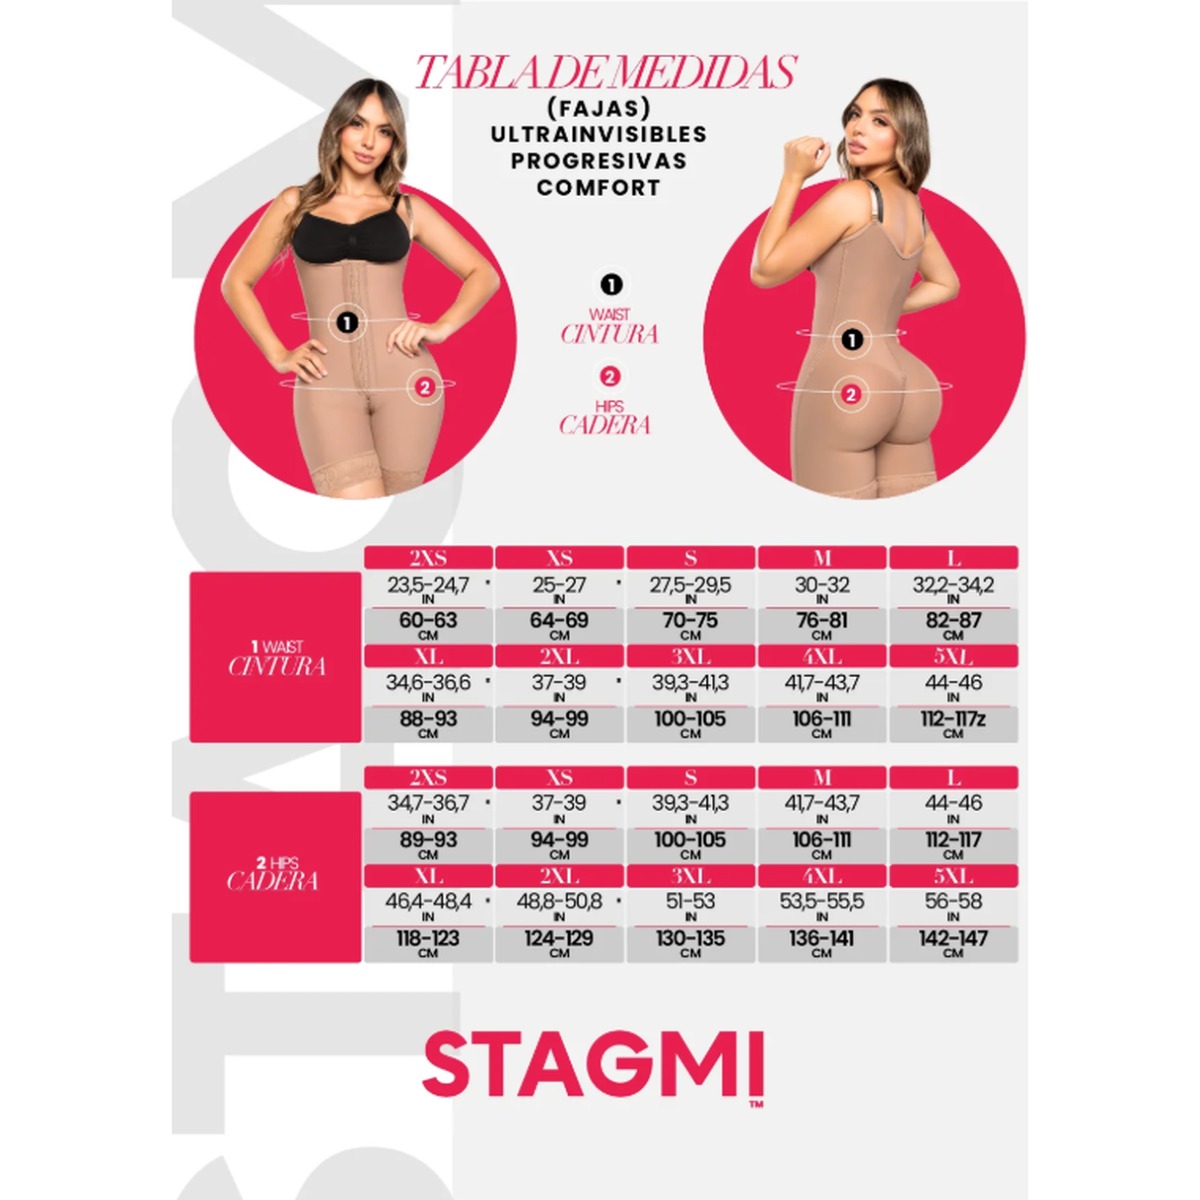 TABLA DE MEDIDAS
(FAJAS)
ULTRAINVISIBLES
PROGRESIVAS
COMFORT
1
WAIST
CINTURA
2
HIPS
CADERA
1
2
1
2
2XS XS S M L
23,5-24,7 25-27 27,5-29,5 30-32 32,2-34,2
IN IN IN IN IN
60-63 64-69 70-75 76-81 82-87
CM CM CM CM CM
1 WAIST
CINTURA
XL 2XL 3XL 4XL 5XL
34,6-36,6 37-39 39,3-41,3 41,7-43,7 44-46
IN IN IN IN IN
88-93 94-99 100-105 106-111 112-117z
CM CM CM CM CM
2XS XS S M L
34,7-36,7 37-39 39,3-41,3 41,7-43,7 44-46
IN IN IN IN IN
89-93 94-99 100-105 106-111 112-117
CM CM CM CM CM
2 HIPS
CADERA
XL 2XL 3XL 4XL 5XL
46,4-48,4 48,8-50,8 51-53 53,5-55,5 56-58
IN IN IN IN IN
118-123 124-129 130-135 136-141 142-147
CM CM CM CM CM
STAGMI
TM